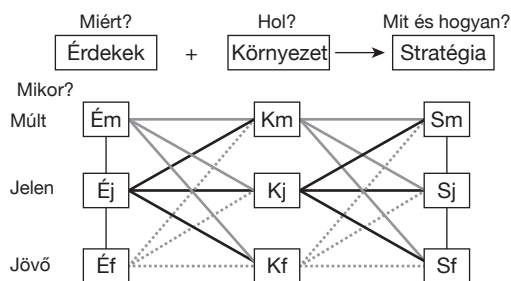 Miért? Hol? Mit és hogyan?
Érdekek + Környezet Stratégia
Mikor?
Múlt Ém Km Sm
Jelen Éj Kj Sj
Jövő Éf Kf Sf